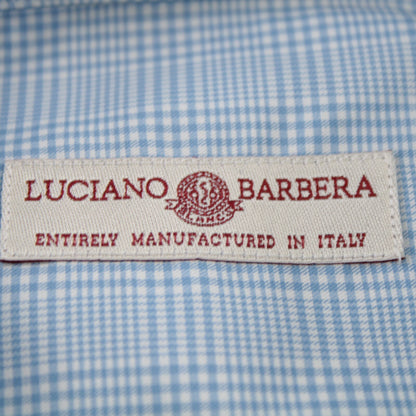 LUCIANO BARBERA
ENTIRELY MANUFACTURED IN ITALY